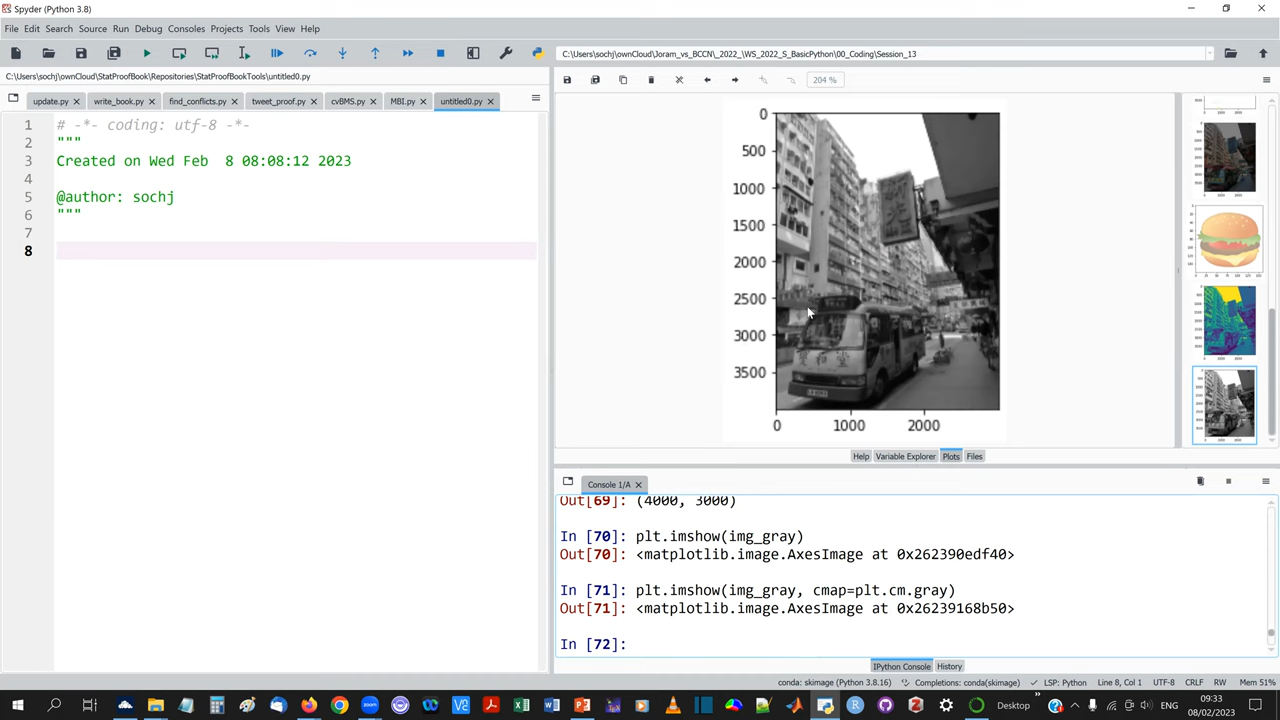 Spyder (Python 3.8)
File Edit Search Source Run Debug Consoles Projects Tools View Help
C:\Users\sochj\ownCloud\Joram_vs_BCCN\_2022_\WS_2022_S_BasicPython\00_Coding\Session_13
C:\Users\sochj\ownCloud\StatProofBook\Repositories\StatProofBookTools\untitled0.py
204 %
update.py write_book.py find_conflicts.py tweet_proof.py cvBMS.py MBI.py untitled0.py
1 # -*- coding: utf-8 -*-
2 """
3 Created on Wed Feb  8 08:08:12 2023
4
5 @author: sochj
6 """
7
8
0
500
1000
1500
2000
2500
3000
3500
0 1000 2000
Help Variable Explorer Plots Files
Console 1/A
Out[69]: (4000, 3000)
In [70]: plt.imshow(img_gray)
Out[70]: <matplotlib.image.AxesImage at 0x262390edf40>
In [71]: plt.imshow(img_gray, cmap=plt.cm.gray)
Out[71]: <matplotlib.image.AxesImage at 0x26239168b50>
In [72]:
IPython Console History
conda: skimage (Python 3.8.16) Completions: conda(skimage) LSP: Python Line 8, Col 1 UTF-8 CRLF RW Mem 51%
Desktop ENG 09:33
08/02/2023